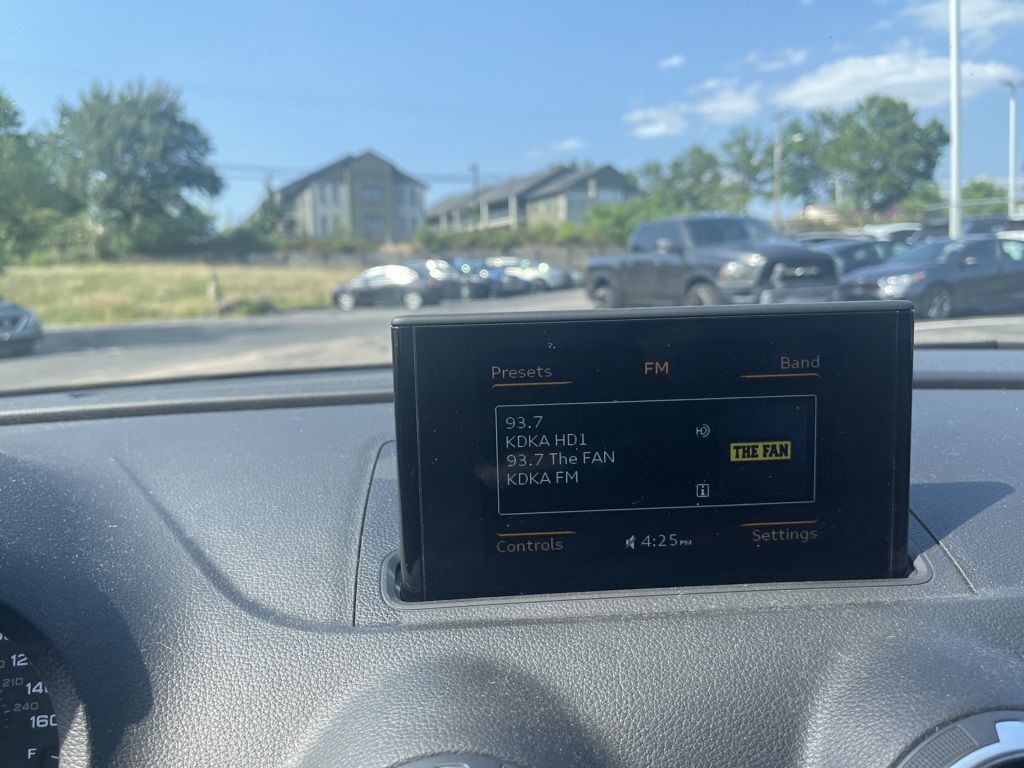 Presets FM Band
93.7
KDKA HD1
93.7 The FAN
KDKA FM
HD
THE FAN
i
Controls 4:25 PM Settings
12
210
14
240
160
F